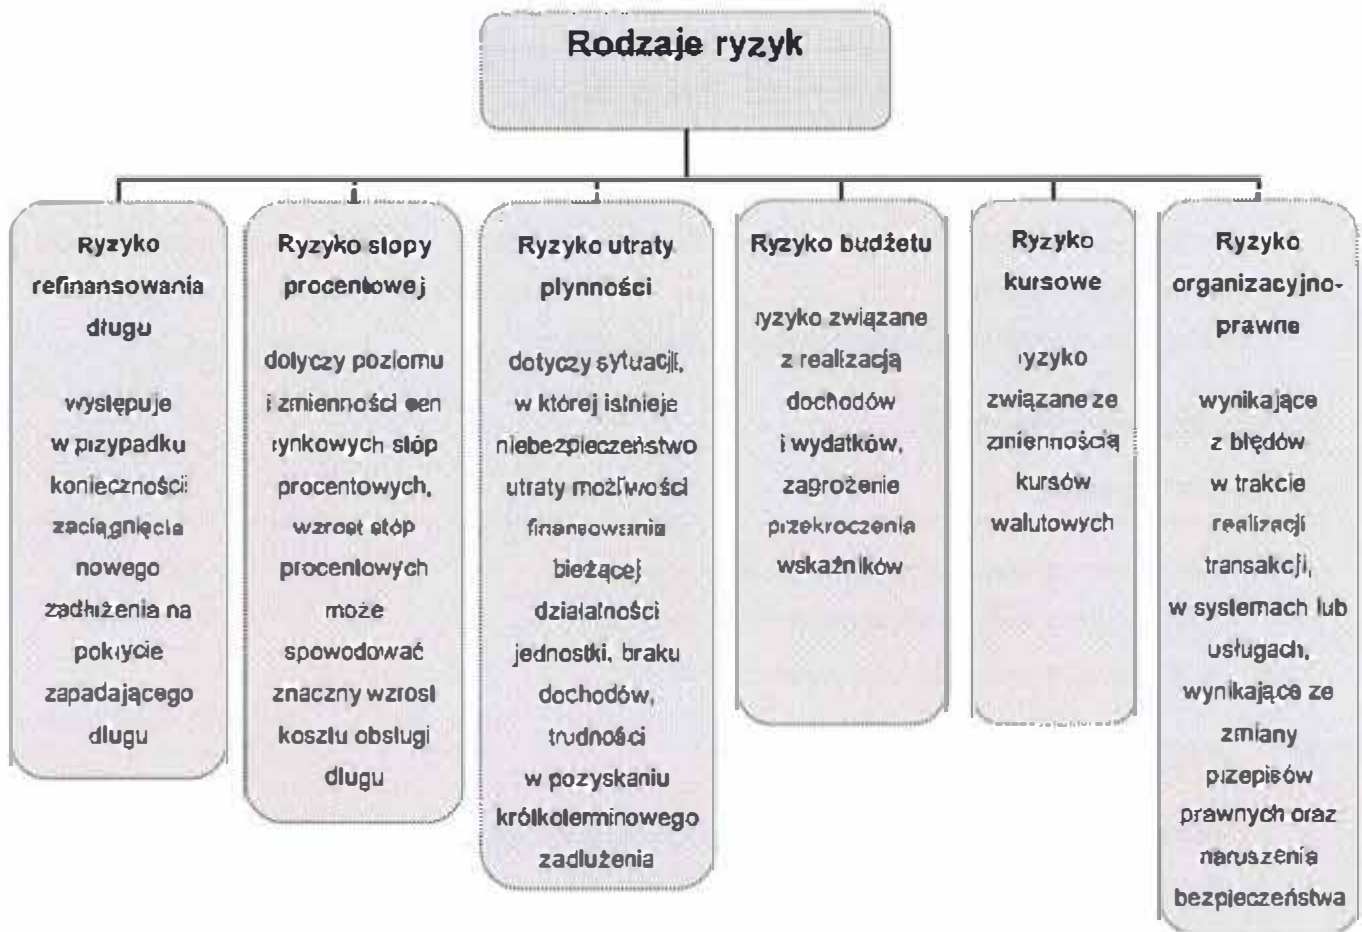 Rodzaje ryzyk
Ryzyko
refinansowania
długu
występuje
w przypadku
konieczności
zaciągnięcia
nowego
zadłużenia na
pokrycie
zapadającego
długu
Ryzyko stopy
procentowej
dotyczy poziomu
i zmienności cen
rynkowych stóp
procentowych,
wzrost stóp
procentowych
może
spowodować
znaczny wzrost
kosztu obsługi
długu
Ryzyko utraty
płynności
dotyczy sytuacji,
w której istnieje
niebezpieczeństwo
utraty możliwości
finansowania
bieżącej
działalności
jednostki, braku
dochodów,
trudności
w pozyskaniu
krótkoterminowego
zadłużenia
Ryzyko budżetu
ryzyko związane
z realizacją
dochodów
i wydatków,
zagrożenie
przekroczenia
wskaźników
Ryzyko
kursowe
ryzyko
związane ze
zmiennością
kursów
walutowych
Ryzyko
organizacyjno-
prawne
wynikające
z błędów
w trakcie
realizacji
transakcji,
w systemach lub
usługach,
wynikające ze
zmiany
przepisów
prawnych oraz
naruszenia
bezpieczeństwa